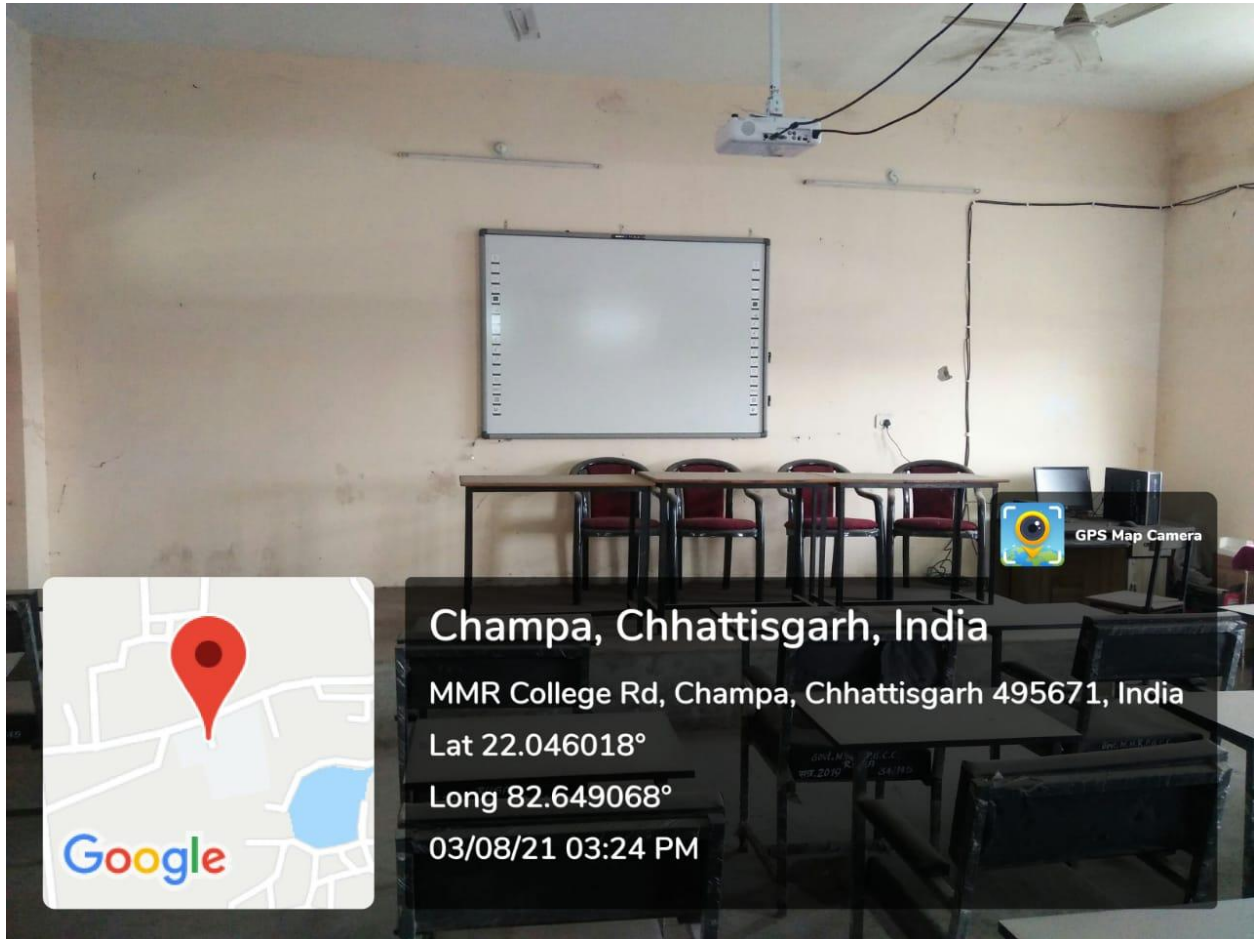 GPS Map Camera
Champa, Chhattisgarh, India
MMR College Rd, Champa, Chhattisgarh 495671, India
Lat 22.046018°
Long 82.649068°
03/08/21 03:24 PM
Google